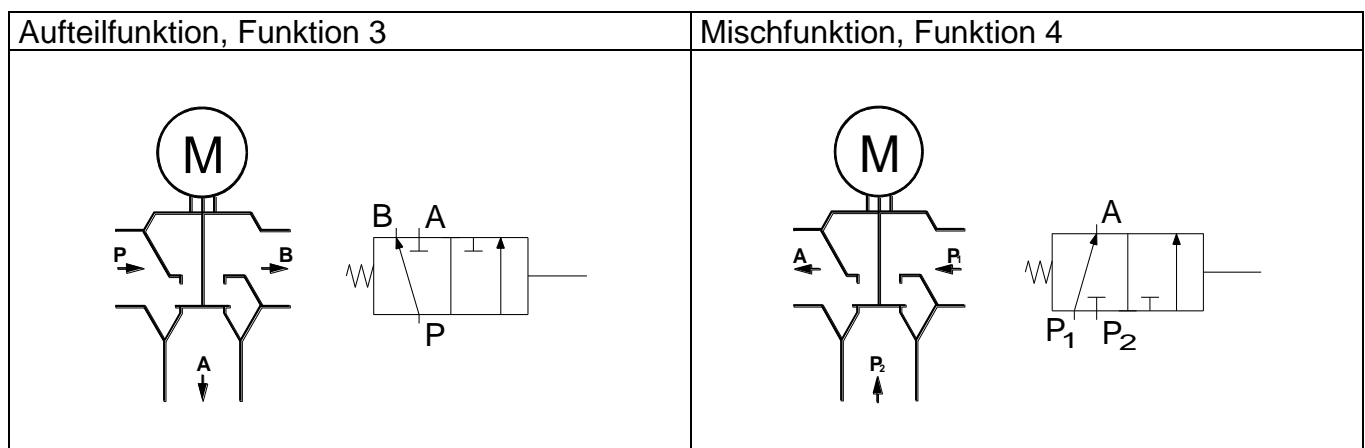 Aufteilfunktion, Funktion 3
M
P
B
A
B A
P
Mischfunktion, Funktion 4
M
A
P1
P2
A
P1 P2